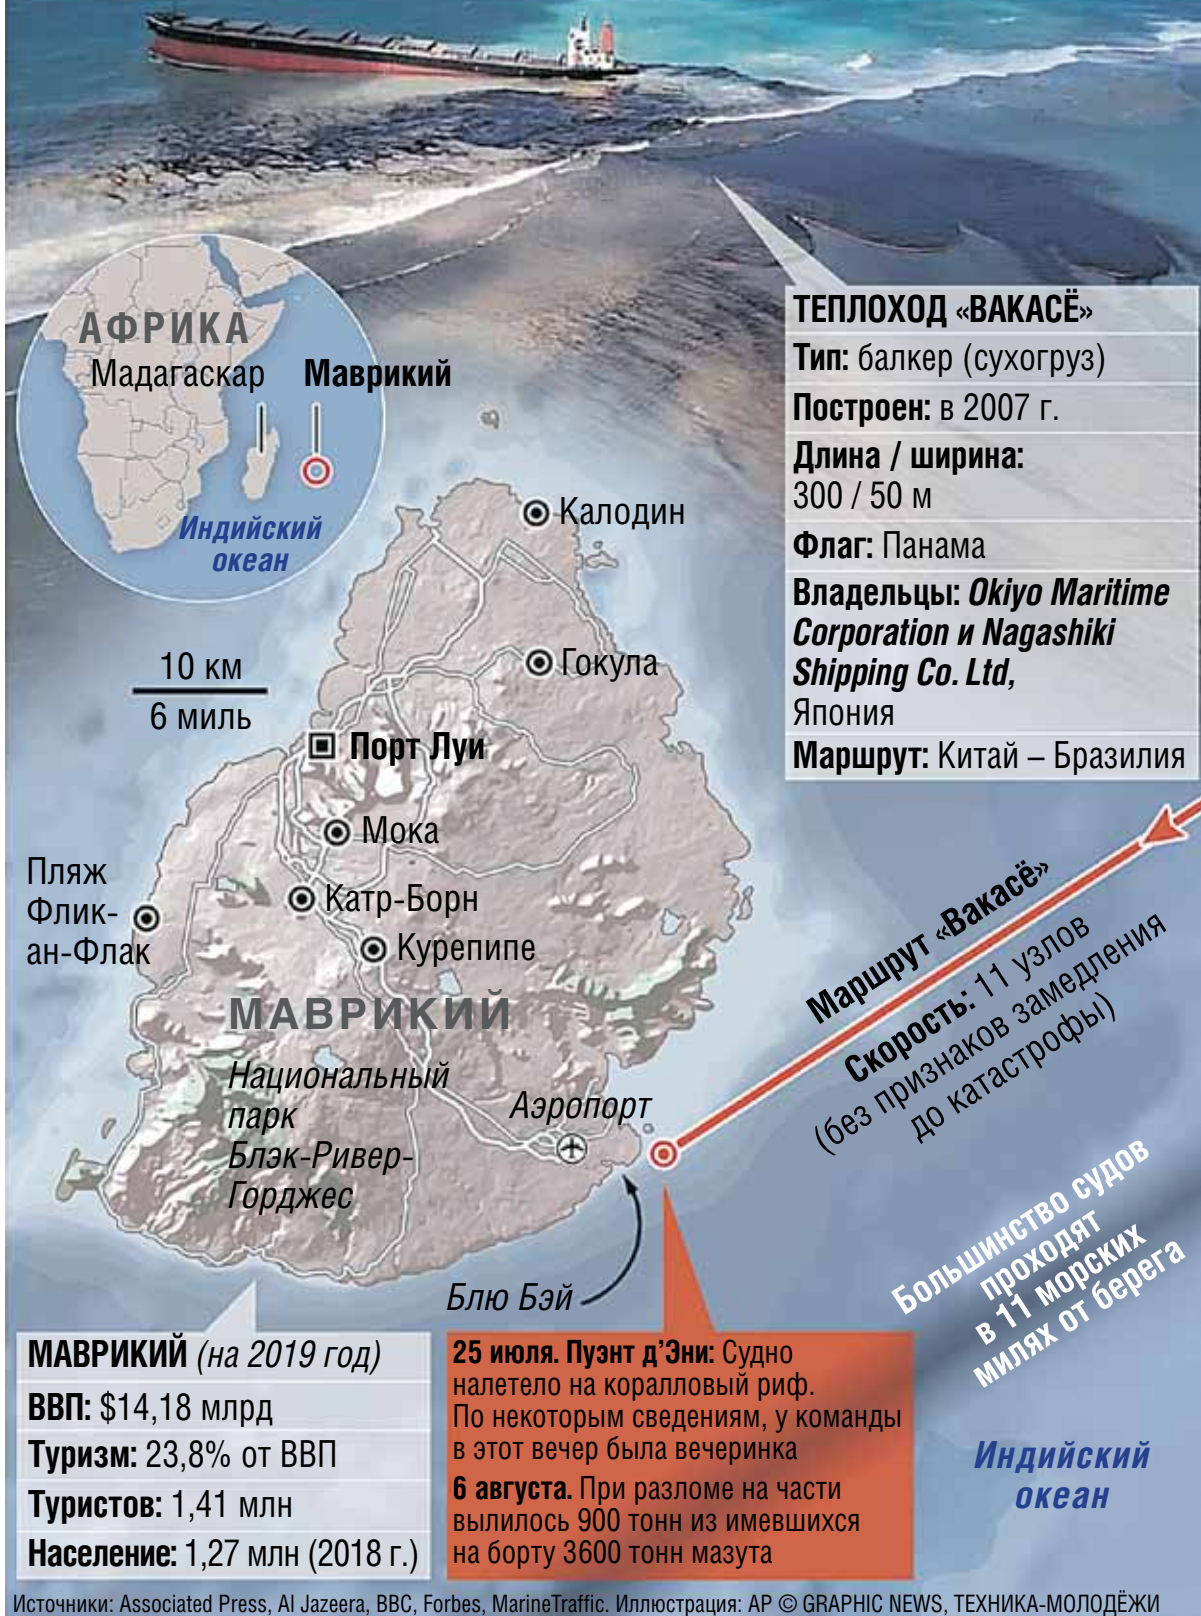 ТЕПЛОХОД «ВАКАСЁ»
Тип: балкер (сухогруз)
Построен: в 2007 г.
Длина / ширина:
300 / 50 м
Флаг: Панама
Владельцы: Okiyo Maritime
Corporation и Nagashiki
Shipping Co. Ltd,
Япония
Маршрут: Китай – Бразилия
АФРИКА
Мадагаскар
Маврикий
Индийский
океан
10 км
6 миль
Калодин
Гокула
Порт Луи
Мока
Пляж
Флик-
ан-Флак
Катр-Борн
Курепипе
МАВРИКИЙ
Национальный
парк
Блэк-Ривер-
Горджес
Аэропорт
Блю Бэй
Маршрут «Вакасё»
Скорость: 11 узлов
(без признаков замедления
до катастрофы)
Большинство судов
проходят
в 11 морских
милях от берега
Индийский
океан
МАВРИКИЙ (на 2019 год)
ВВП: $14,18 млрд
Туризм: 23,8% от ВВП
Туристов: 1,41 млн
Население: 1,27 млн (2018 г.)
25 июля. Пуэнт д’Эни: Судно
налетело на коралловый риф.
По некоторым сведениям, у команды
в этот вечер была вечеринка
6 августа. При разломе на части
вылилось 900 тонн из имевшихся
на борту 3600 тонн мазута
Источники: Associated Press, Al Jazeera, BBC, Forbes, MarineTraffic. Иллюстрация: AP © GRAPHIC NEWS, ТЕХНИКА-МОЛОДЁЖИ